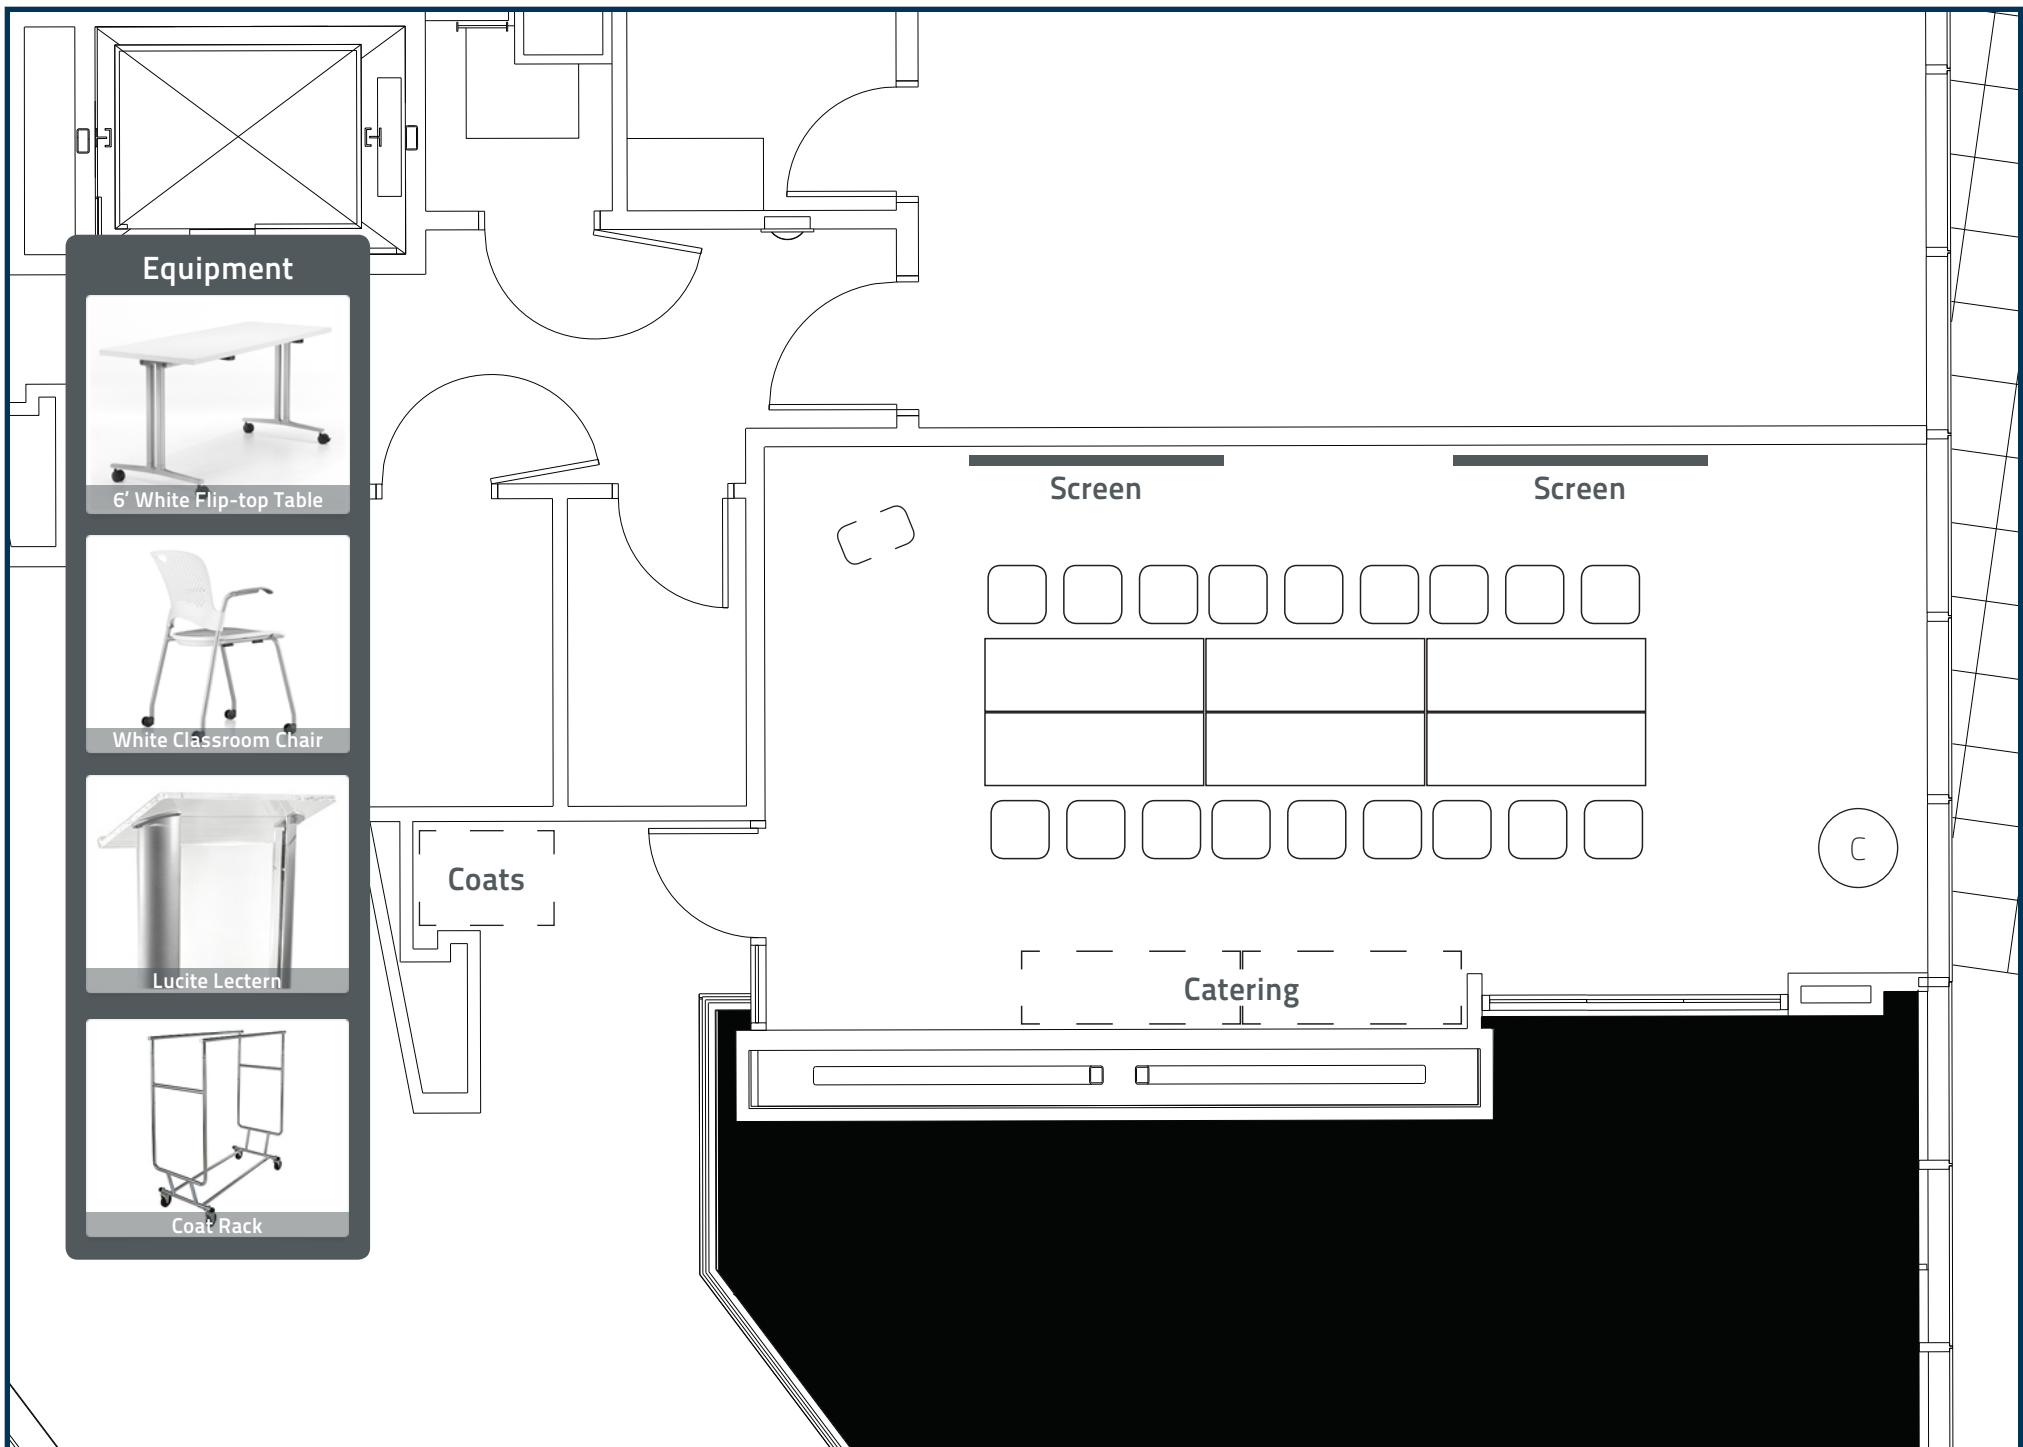 Equipment
6’ White Flip-top Table
White Classroom Chair
Lucite Lectern
Coat Rack
Screen
Screen
Coats
C
Catering